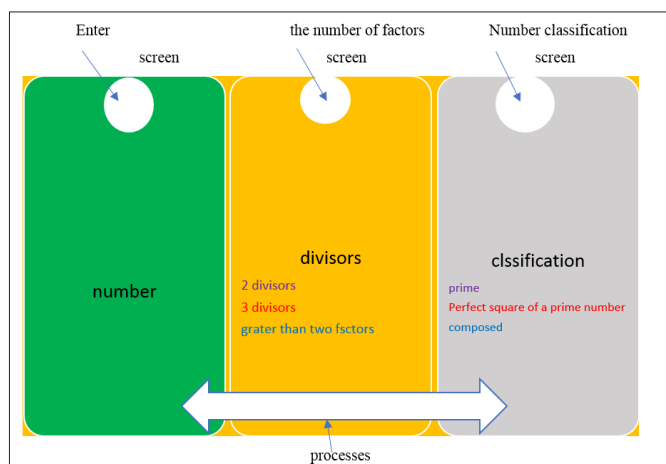 Enter
the number of factors
Number classification
screen
screen
screen
number
divisors
2 divisors
3 divisors
grater than two fsctors
clssification
prime
Perfect square of a prime number
composed
processes